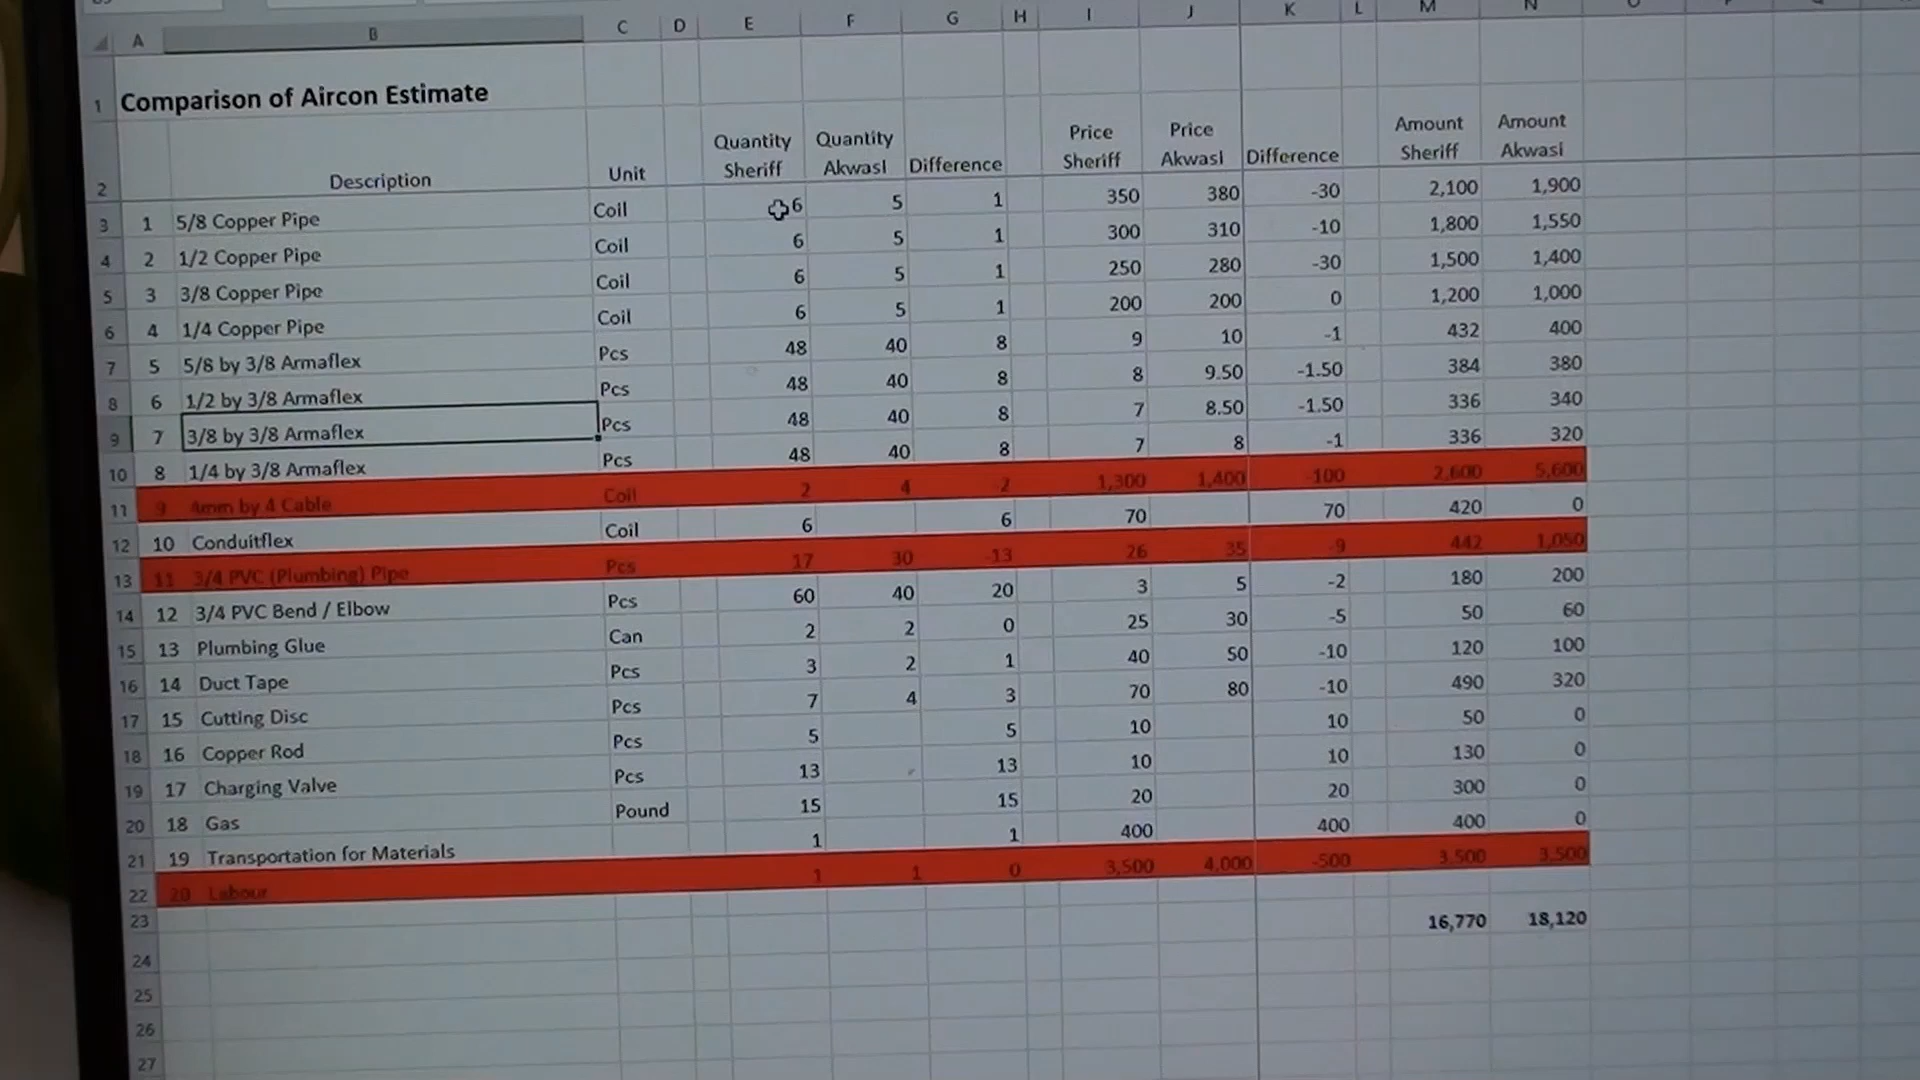 A B C D E F G H I J K L M N
1 Comparison of Aircon Estimate
2 Description Unit Quantity Sheriff Quantity Akwasi Difference Price Sheriff Price Akwasi Difference Amount Sheriff Amount Akwasi
3 1 5/8 Copper Pipe Coil 6 5 1 350 380 -30 2,100 1,900
4 2 1/2 Copper Pipe Coil 6 5 1 300 310 -10 1,800 1,550
5 3 3/8 Copper Pipe Coil 6 5 1 250 280 -30 1,500 1,400
6 4 1/4 Copper Pipe Coil 6 5 1 200 200 0 1,200 1,000
7 5 5/8 by 3/8 Armaflex Pcs 48 40 8 9 10 -1 432 400
8 6 1/2 by 3/8 Armaflex Pcs 48 40 8 8 9.50 -1.50 384 380
9 7 3/8 by 3/8 Armaflex Pcs 48 40 8 7 8.50 -1.50 336 340
10 8 1/4 by 3/8 Armaflex Pcs 48 40 8 7 8 -1 336 320
11 9 4mm by 4 Cable Coil 2 4 -2 1,300 1,400 -100 2,600 5,600
12 10 Conduitflex Coil 6 6 70 70 420 0
13 11 3/4 PVC (Plumbing) Pipe Pcs 17 30 -13 26 35 -9 442 1,050
14 12 3/4 PVC Bend / Elbow Pcs 60 40 20 3 5 -2 180 200
15 13 Plumbing Glue Can 2 2 0 25 30 -5 50 60
16 14 Duct Tape Pcs 3 2 1 40 50 -10 120 100
17 15 Cutting Disc Pcs 7 4 3 70 80 -10 490 320
18 16 Copper Rod Pcs 5 5 10 10 50 0
19 17 Charging Valve Pcs 13 13 10 10 130 0
20 18 Gas Pound 15 15 20 20 300 0
21 19 Transportation for Materials 1 1 400 400 400 0
22 20 Labour 1 1 0 3,500 4,000 -500 3,500 3,500
23 16,770 18,120
24
25
26
27